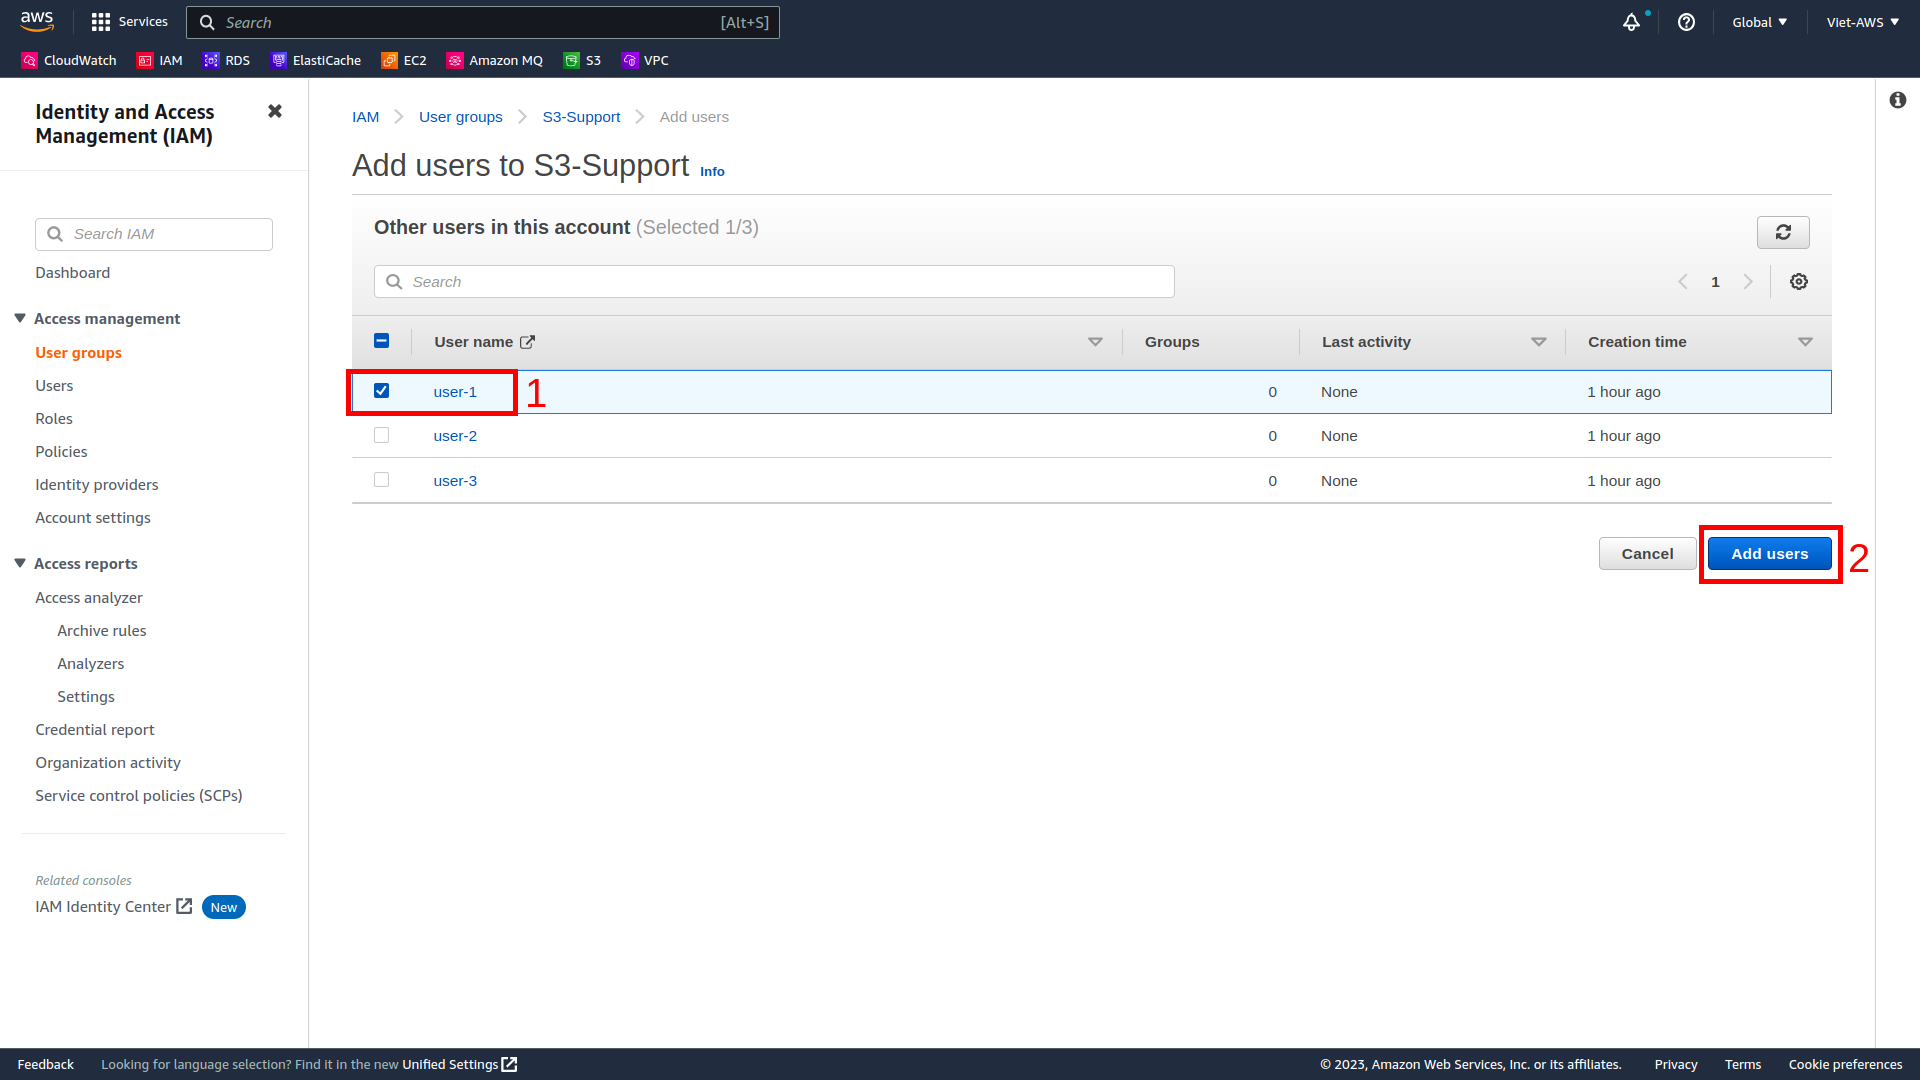 aws
Services
Search [Alt+S]
Global
Viet-AWS
CloudWatch
IAM
RDS
ElastiCache
EC2
Amazon MQ
S3
VPC
Identity and Access
Management (IAM)
Search IAM
Dashboard
Access management
User groups
Users
Roles
Policies
Identity providers
Account settings
Access reports
Access analyzer
Archive rules
Analyzers
Settings
Credential report
Organization activity
Service control policies (SCPs)
Related consoles
IAM Identity Center New
IAM User groups S3-Support Add users
Add users to S3-Support Info
Other users in this account (Selected 1/3)
Search
1
User name Groups Last activity Creation time
user-1 1 0 None 1 hour ago
user-2 0 None 1 hour ago
user-3 0 None 1 hour ago
Cancel Add users 2
Feedback Looking for language selection? Find it in the new Unified Settings © 2023, Amazon Web Services, Inc. or its affiliates. Privacy Terms Cookie preferences